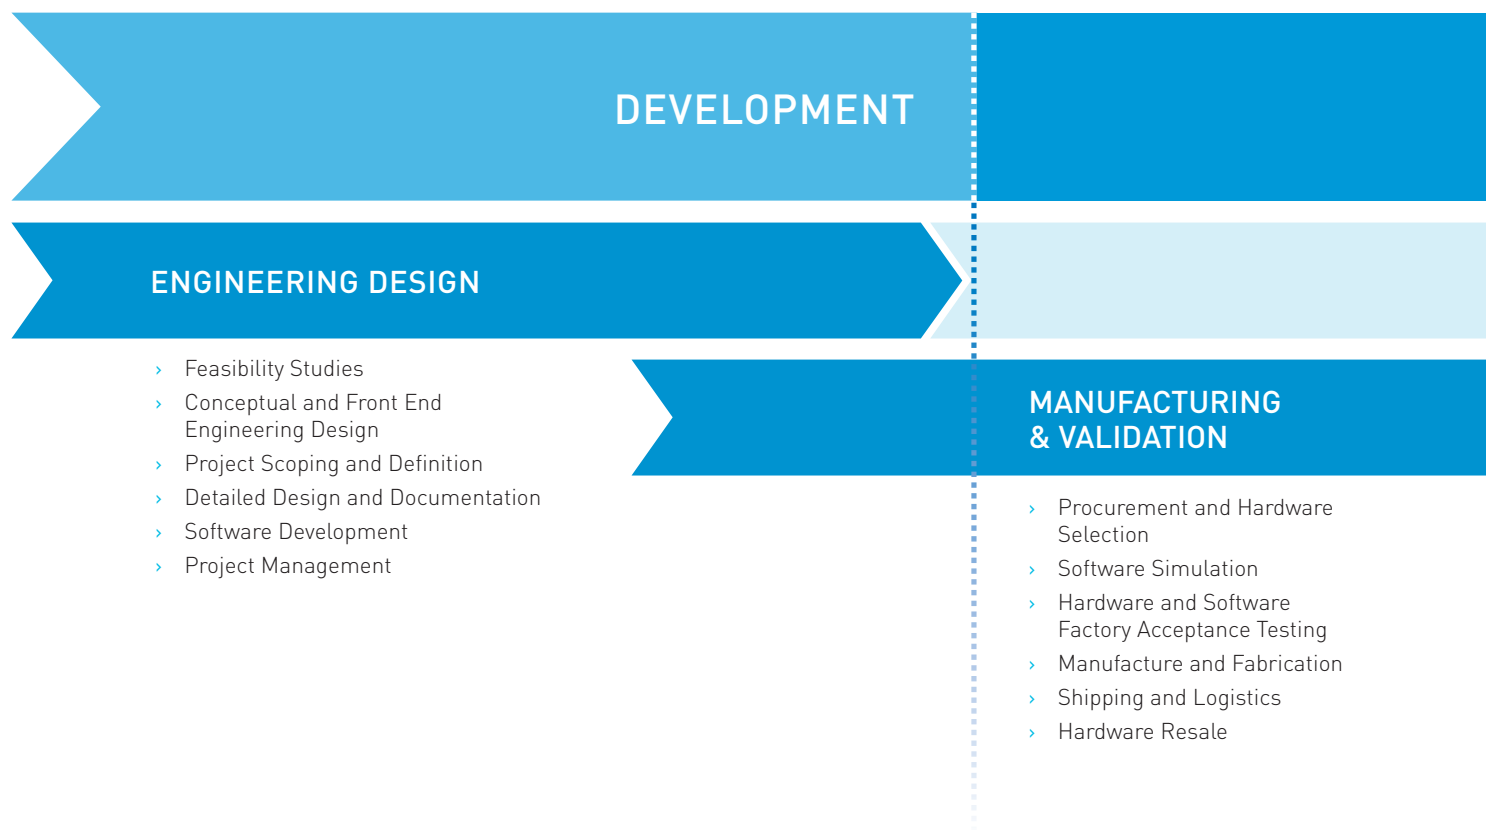 DEVELOPMENT
ENGINEERING DESIGN
› Feasibility Studies
› Conceptual and Front End
Engineering Design
› Project Scoping and Definition
› Detailed Design and Documentation
› Software Development
› Project Management
MANUFACTURING
& VALIDATION
› Procurement and Hardware
Selection
› Software Simulation
› Hardware and Software
Factory Acceptance Testing
› Manufacture and Fabrication
› Shipping and Logistics
› Hardware Resale